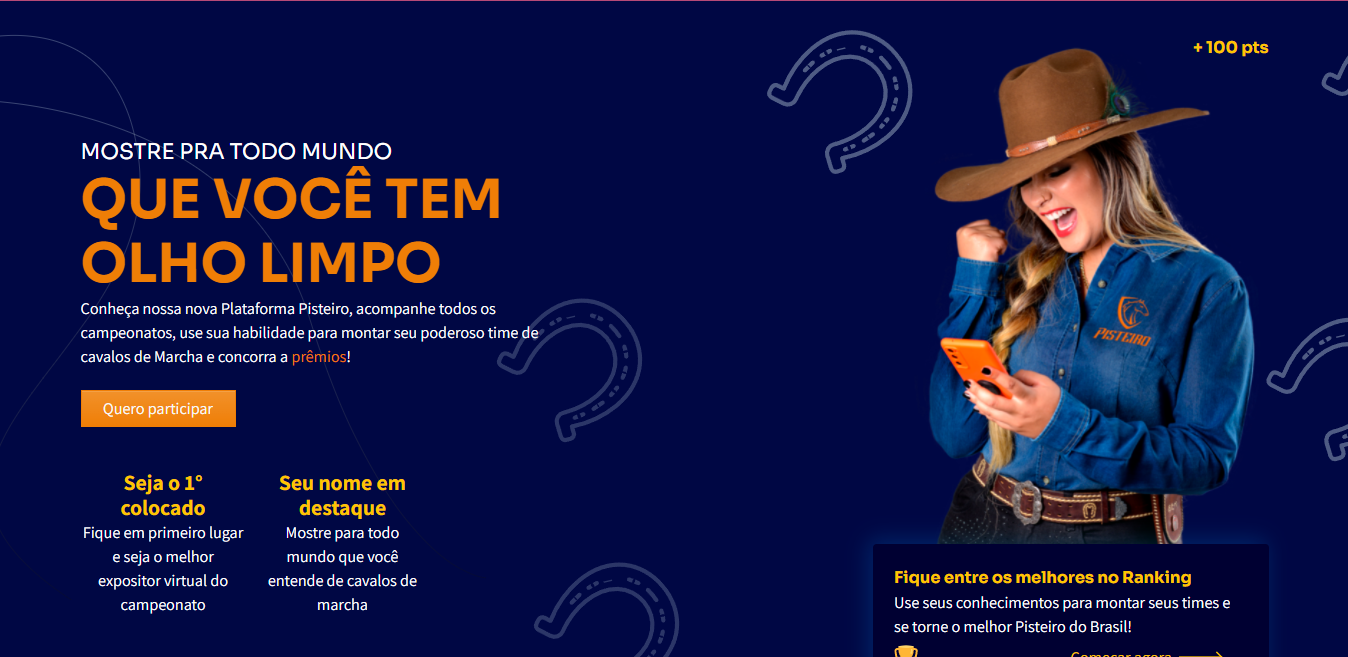 + 100 pts
MOSTRE PRA TODO MUNDO
QUE VOCÊ TEM
OLHO LIMPO
Conheça nossa nova Plataforma Pisteiro, acompanhe todos os
campeonatos, use sua habilidade para montar seu poderoso time de
cavalos de Marcha e concorra a prêmios!
Quero participar
Seja o 1º
colocado
Fique em primeiro lugar
e seja o melhor
expositor virtual do
campeonato
Seu nome em
destaque
Mostre para todo
mundo que você
entende de cavalos de
marcha
PISTEIRO
Fique entre os melhores no Ranking
Use seus conhecimentos para montar seus times e
se torne o melhor Pisteiro do Brasil!
Começar agora